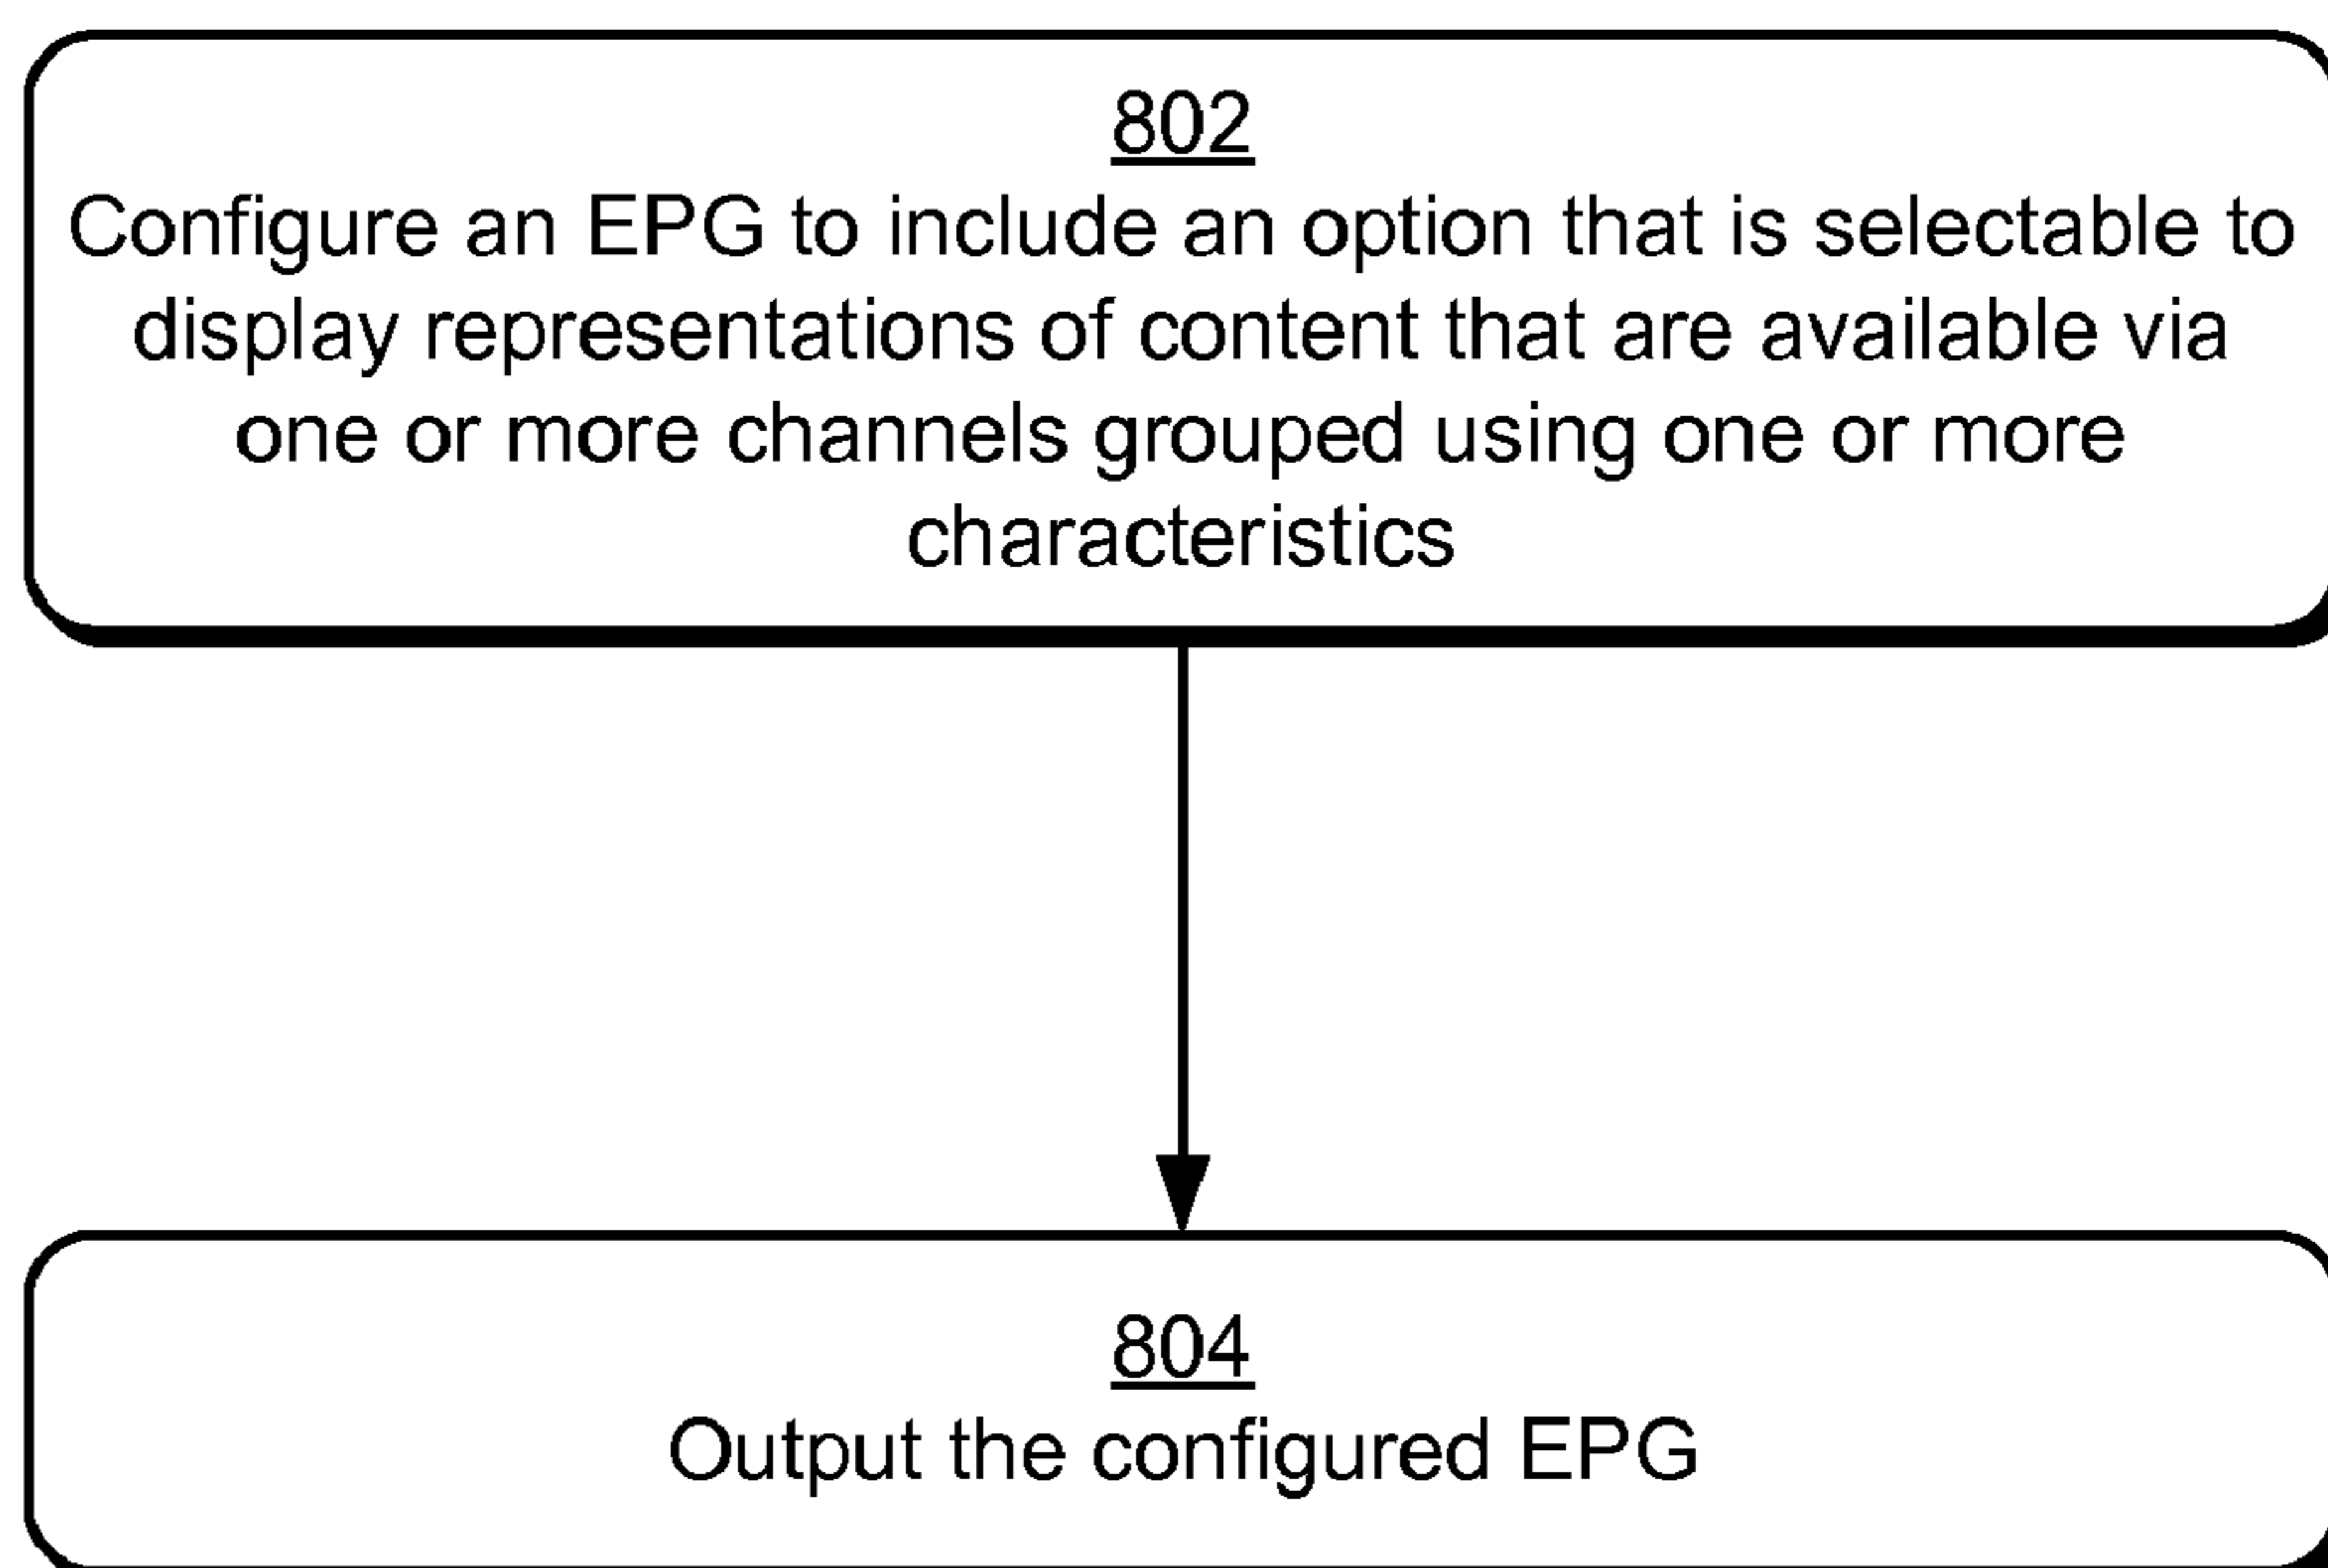 802
Configure an EPG to include an option that is selectable to
display representations of content that are available via
one or more channels grouped using one or more
characteristics
804
Output the configured EPG